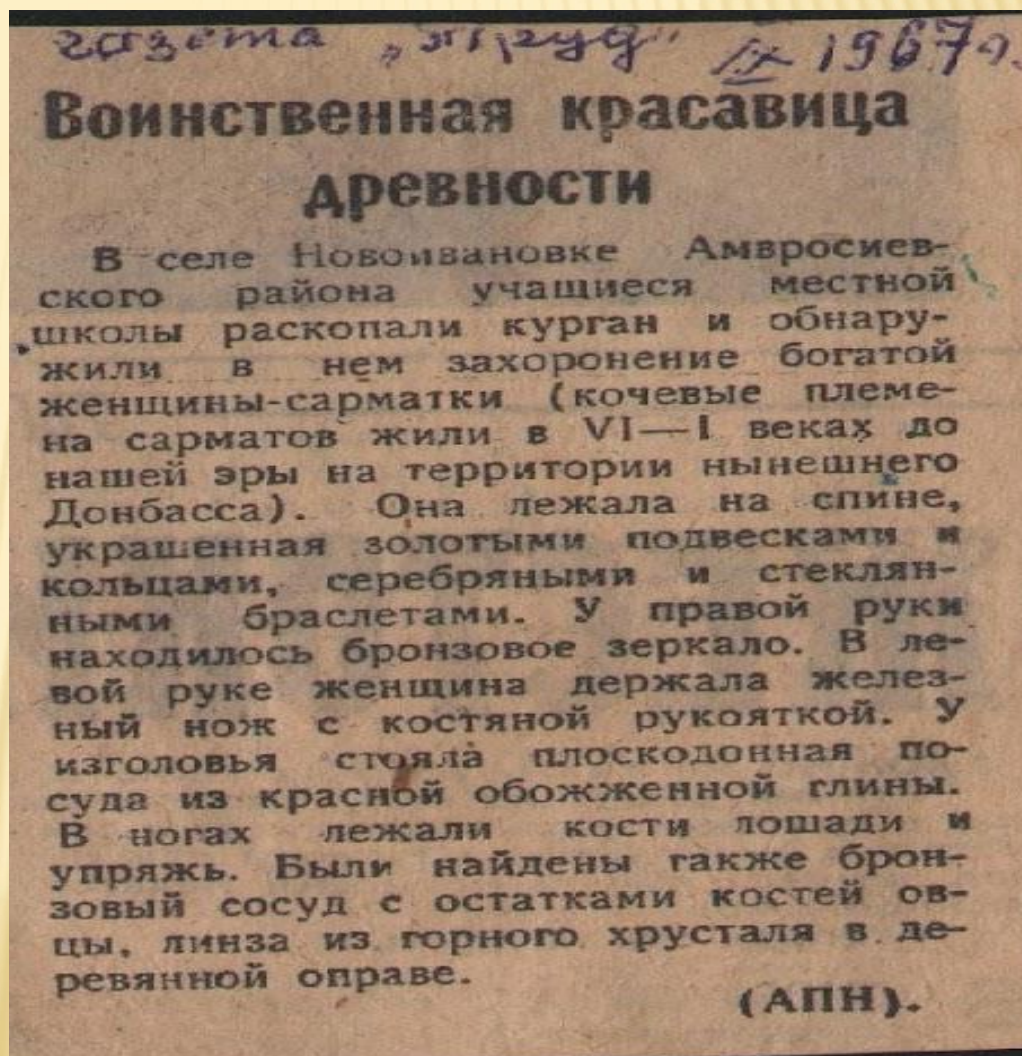 газета „Труд" IX 1967 г.
Воинственная красавица
древности
В селе Новоивановке Амвросиев-
ского района учащиеся местной
школы раскопали курган и обнару-
жили в нем захоронение богатой
женщины-сарматки (кочевые племе-
на сарматов жили в VI—I веках до
нашей эры на территории нынешнего
Донбасса). Она лежала на спине,
украшенная золотыми подвесками и
кольцами, серебряными и стеклян-
ными браслетами. У правой руки
находилось бронзовое зеркало. В ле-
вой руке женщина держала желез-
ный нож с костяной рукояткой. У
изголовья стояла плоскодонная по-
суда из красной обожженной глины.
В ногах лежали кости лошади и
упряжь. Были найдены также брон-
зовый сосуд с остатками костей ов-
цы, линза из горного хрусталя в де-
ревянной оправе.
(АПН).